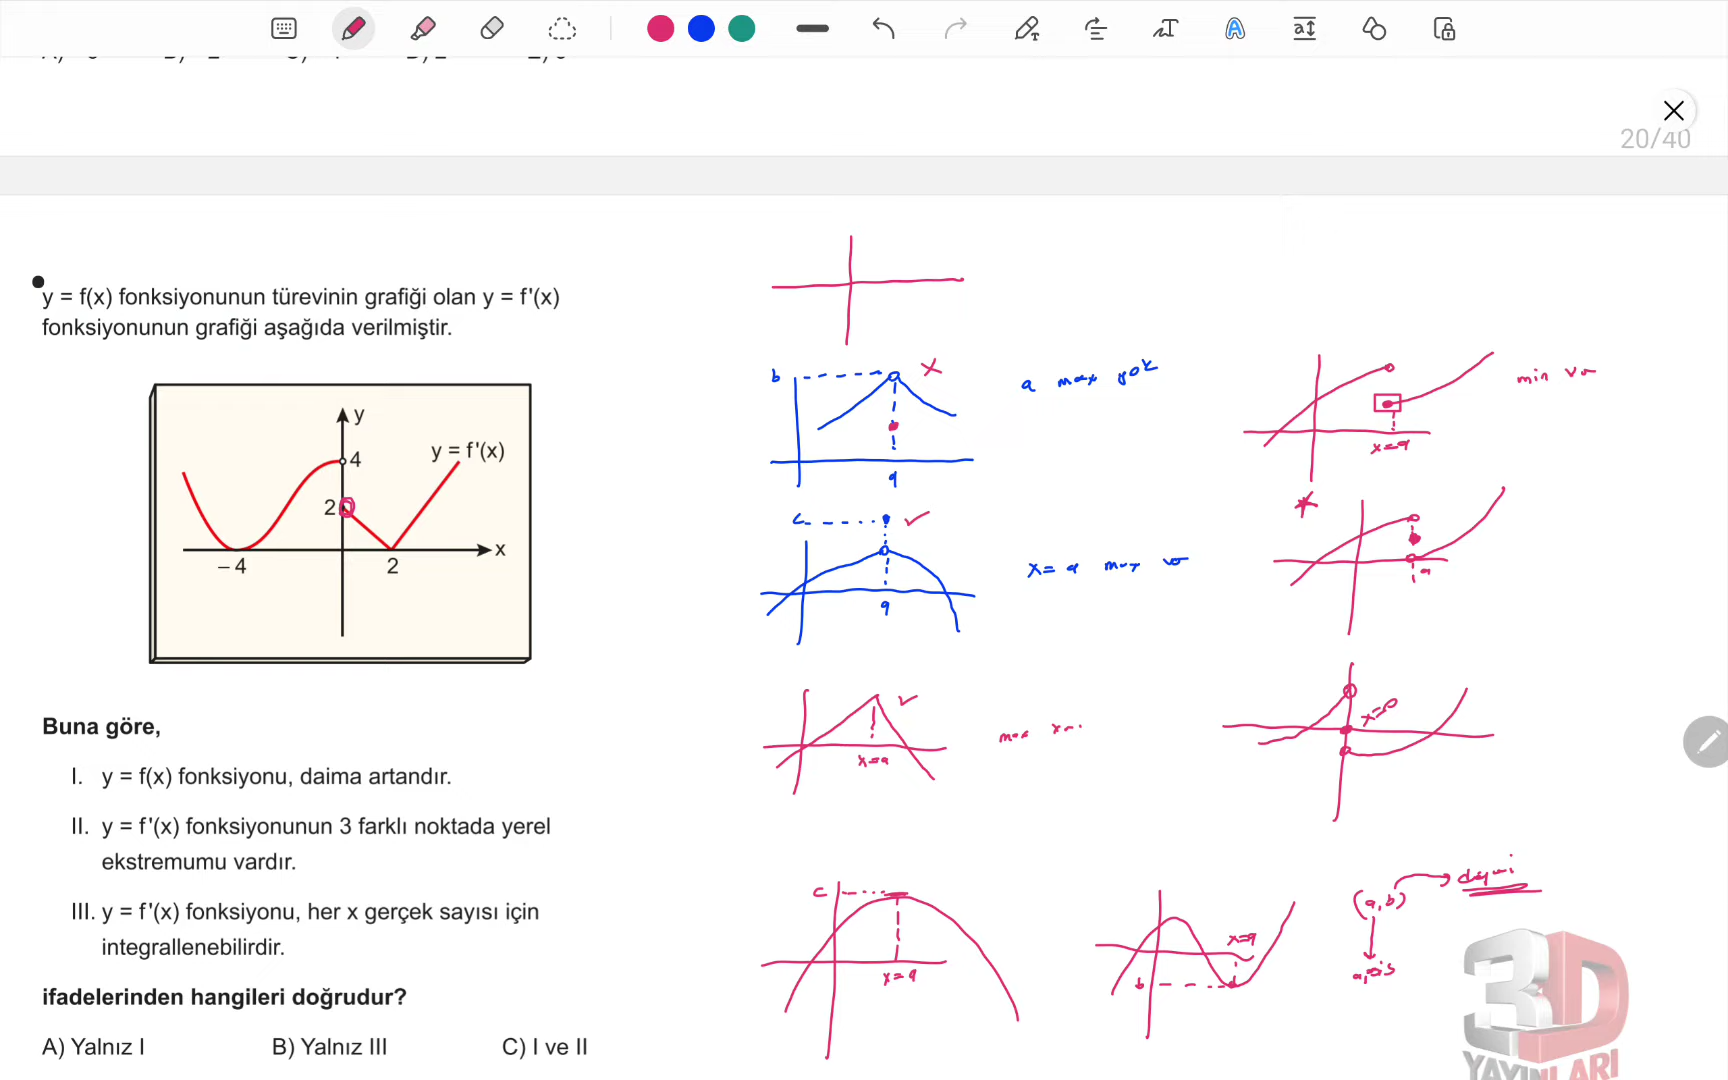 20/40
y = f(x) fonksiyonunun türevinin grafiği olan y = f'(x)
fonksiyonunun grafiği aşağıda verilmiştir.
y
4
y = f'(x)
2
x
– 4
2
Buna göre,
I. y = f(x) fonksiyonu, daima artandır.
II. y = f'(x) fonksiyonunun 3 farklı noktada yerel
ekstremumu vardır.
III. y = f'(x) fonksiyonu, her x gerçek sayısı için
integrallenebilirdir.
ifadelerinden hangileri doğrudur?
A) Yalnız I B) Yalnız III C) I ve II
b
a
a max yok
c
a
x = a max
x=a
max
min var
x=a
a
x=0
c
x=a
x=a
b
(a,b)
3D
YAYINLARI